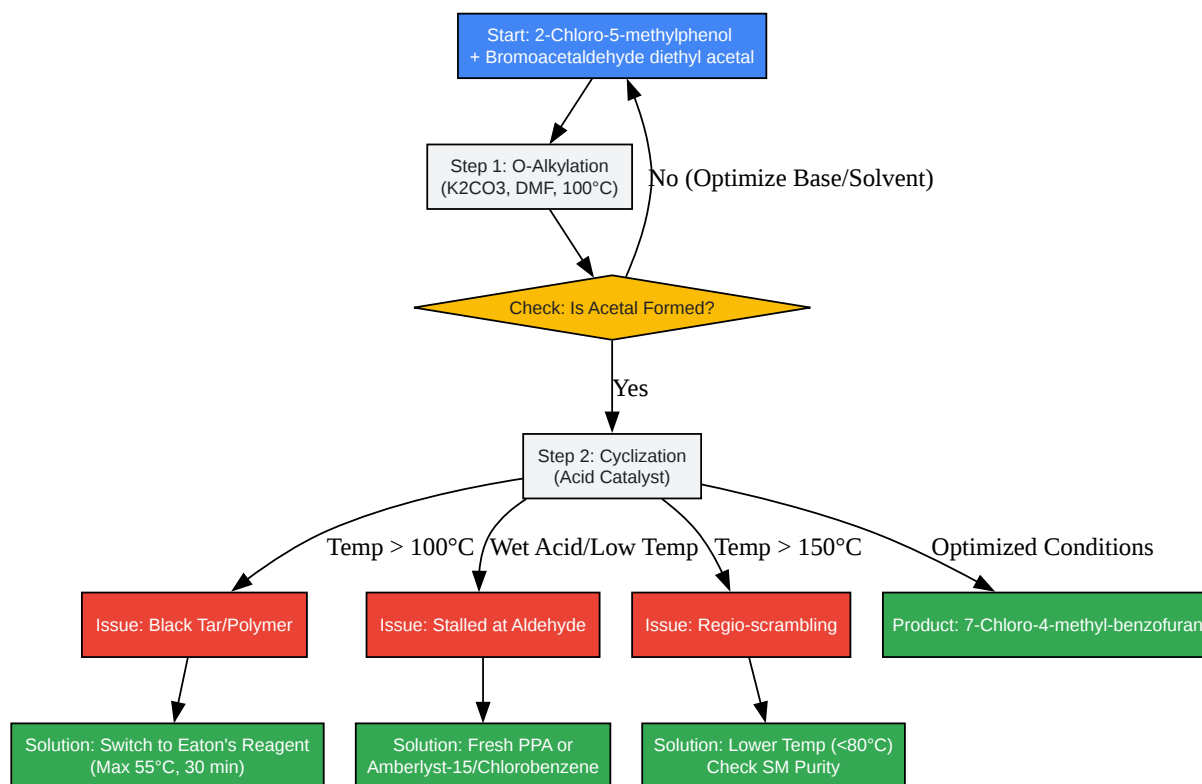 Start: 2-Chloro-5-methylphenol
+ Bromoacetaldehyde diethyl acetal
Step 1: O-Alkylation
(K2CO3, DMF, 100°C)
No (Optimize Base/Solvent)
Check: Is Acetal Formed?
Yes
Step 2: Cyclization
(Acid Catalyst)
Temp > 100°C
Wet Acid/Low Temp
Temp > 150°C
Optimized Conditions
Issue: Black Tar/Polymer
Issue: Stalled at Aldehyde
Issue: Regio-scrambling
Product: 7-Chloro-4-methyl-benzofuran
Solution: Switch to Eaton's Reagent
(Max 55°C, 30 min)
Solution: Fresh PPA or
Amberlyst-15/Chlorobenzene
Solution: Lower Temp (<80°C)
Check SM Purity